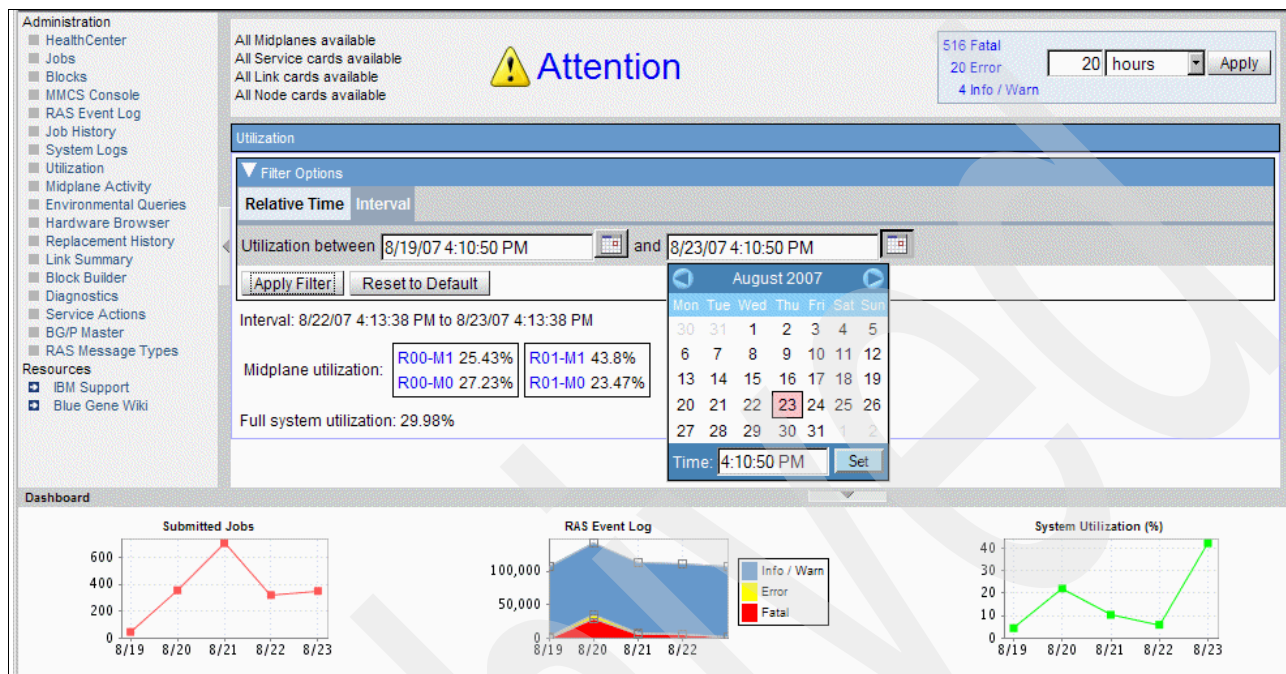 Administration
HealthCenter
Jobs
Blocks
MMCS Console
RAS Event Log
Job History
System Logs
Utilization
Midplane Activity
Environmental Queries
Hardware Browser
Replacement History
Link Summary
Block Builder
Diagnostics
Service Actions
BG/P Master
RAS Message Types
Resources
IBM Support
Blue Gene Wiki
All Midplanes available
All Service cards available
All Link cards available
All Node cards available
Attention
516 Fatal
20 Error
4 Info / Warn
20 hours Apply
Utilization
Filter Options
Relative Time Interval
Utilization between 8/19/07 4:10:50 PM and 8/23/07 4:10:50 PM
Apply Filter Reset to Default
Interval: 8/22/07 4:13:38 PM to 8/23/07 4:13:38 PM
Midplane utilization:
R00-M1 25.43% R01-M1 43.8%
R00-M0 27.23% R01-M0 23.47%
Full system utilization: 29.98%
August 2007
Mon Tue Wed Thu Fri Sat Sun
30 31 1 2 3 4 5
6 7 8 9 10 11 12
13 14 15 16 17 18 19
20 21 22 23 24 25 26
27 28 29 30 31 1 2
Time: 4:10:50 PM Set
Dashboard
Submitted Jobs
600
400
200
0
8/19 8/20 8/21 8/22 8/23
RAS Event Log
100,000
50,000
0
8/19 8/20 8/21 8/22
Info / Warn
Error
Fatal
System Utilization (%)
40
30
20
10
0
8/19 8/20 8/21 8/22 8/23